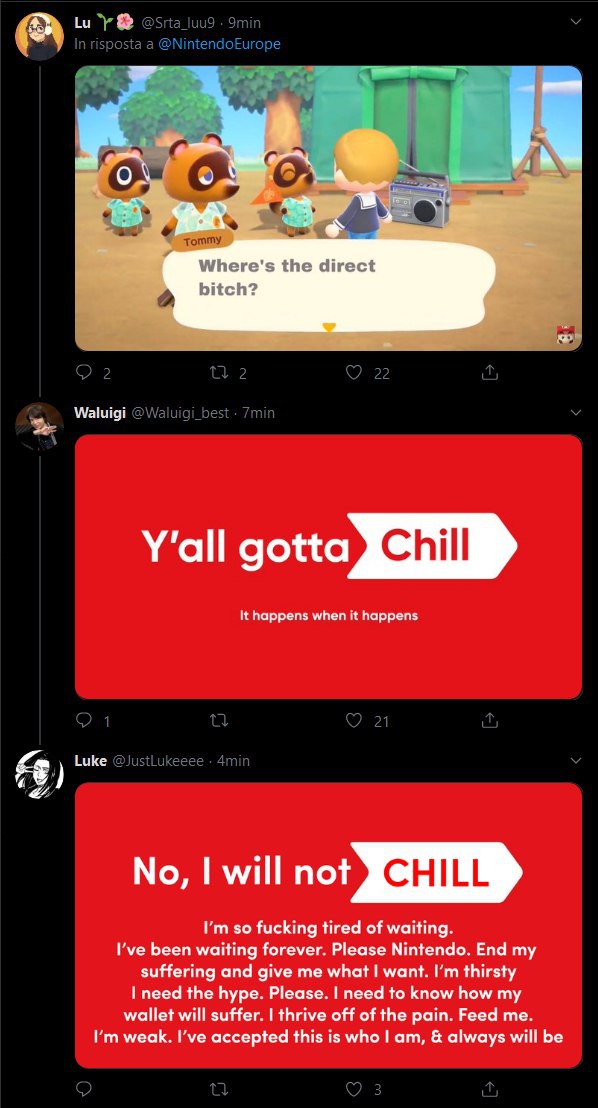 Lu @Srta_luu9 · 9min
In risposta a @NintendoEurope
Tommy
Where's the direct
bitch?
2 2 22
Waluigi @Waluigi_best · 7min
Y'all gotta Chill
It happens when it happens
1 21
Luke @JustLukeeee · 4min
No, I will not CHILL
I'm so fucking tired of waiting.
I've been waiting forever. Please Nintendo. End my
suffering and give me what I want. I'm thirsty
I need the hype. Please. I need to know how my
wallet will suffer. I thrive off of the pain. Feed me.
I'm weak. I've accepted this is who I am, & always will be
3